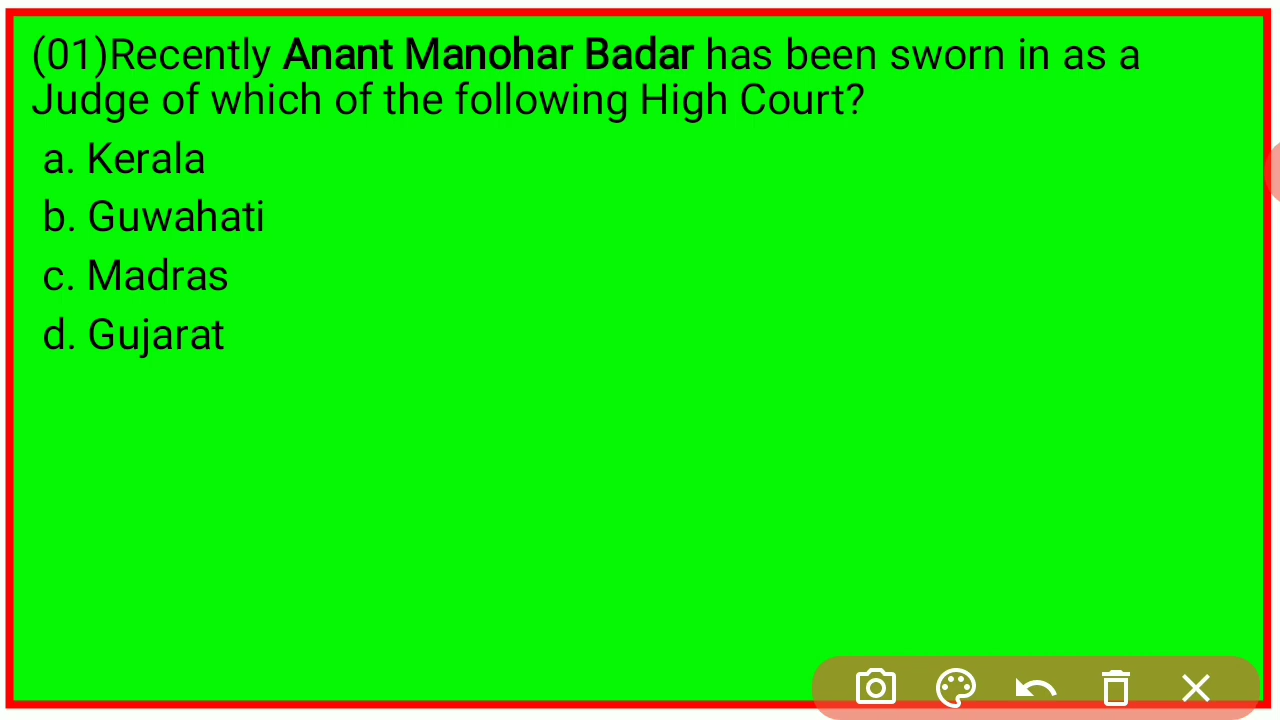 (01)Recently Anant Manohar Badar has been sworn in as a
Judge of which of the following High Court?
a. Kerala
b. Guwahati
c. Madras
d. Gujarat